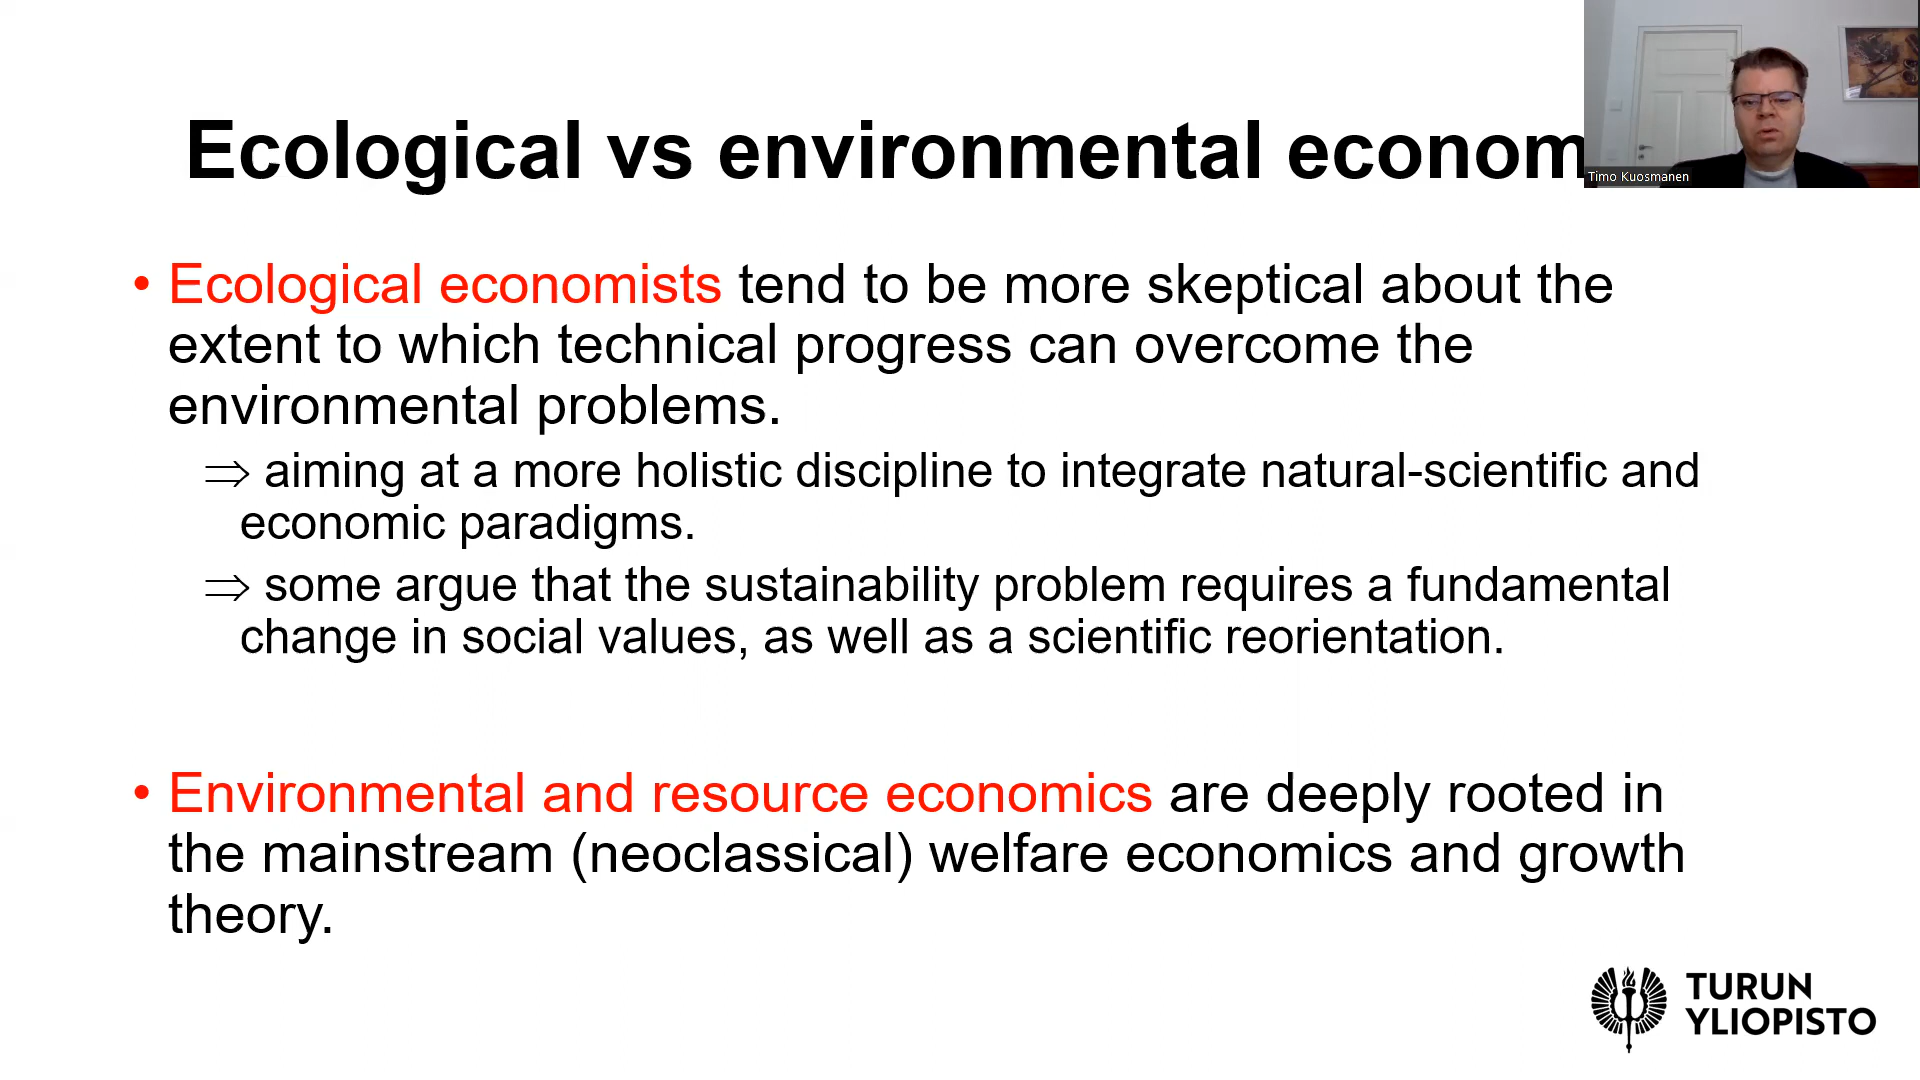 Ecological vs environmental econom
Timo Kuosmanen
• Ecological economists tend to be more skeptical about the
extent to which technical progress can overcome the
environmental problems.
⇒ aiming at a more holistic discipline to integrate natural-scientific and
economic paradigms.
⇒ some argue that the sustainability problem requires a fundamental
change in social values, as well as a scientific reorientation.
• Environmental and resource economics are deeply rooted in
the mainstream (neoclassical) welfare economics and growth
theory.
TURUN
YLIOPISTO